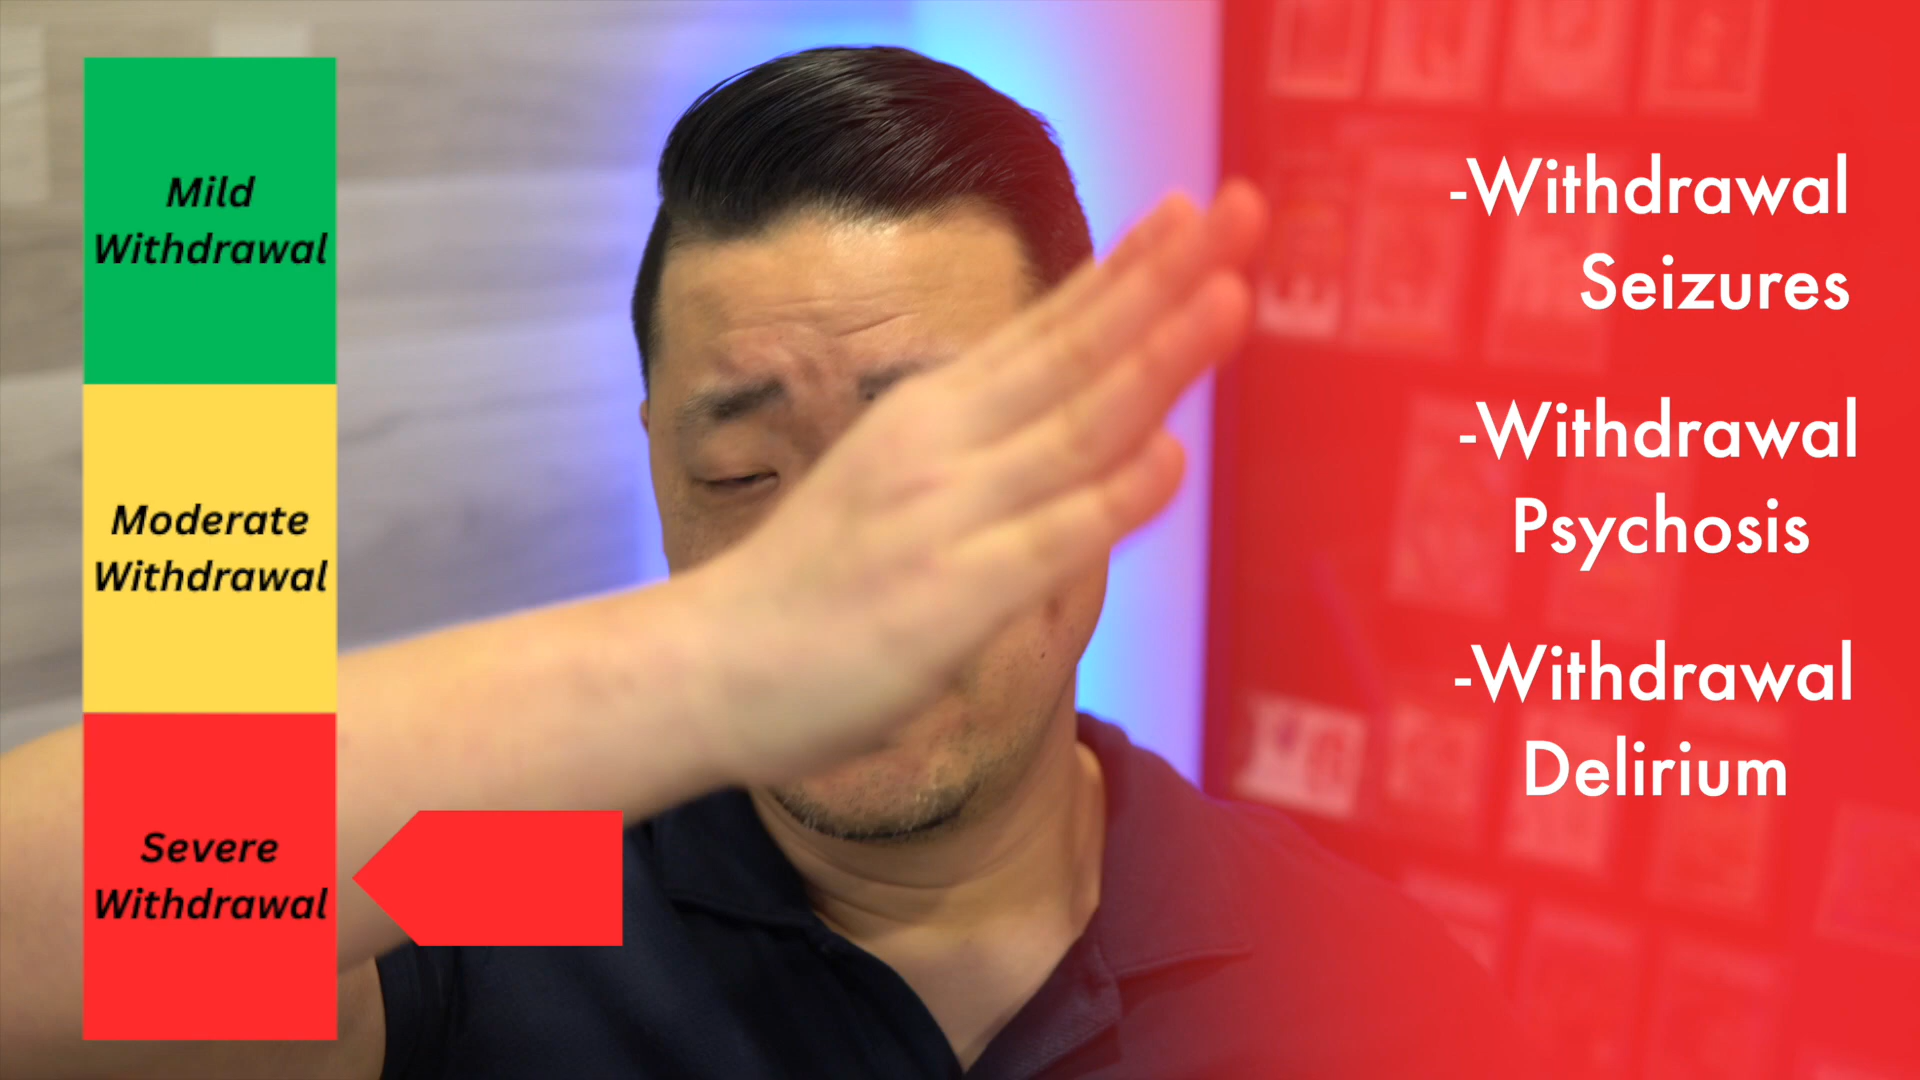 Mild
Withdrawal
Moderate
Withdrawal
Severe
Withdrawal
-Withdrawal
Seizures
-Withdrawal
Psychosis
-Withdrawal
Delirium